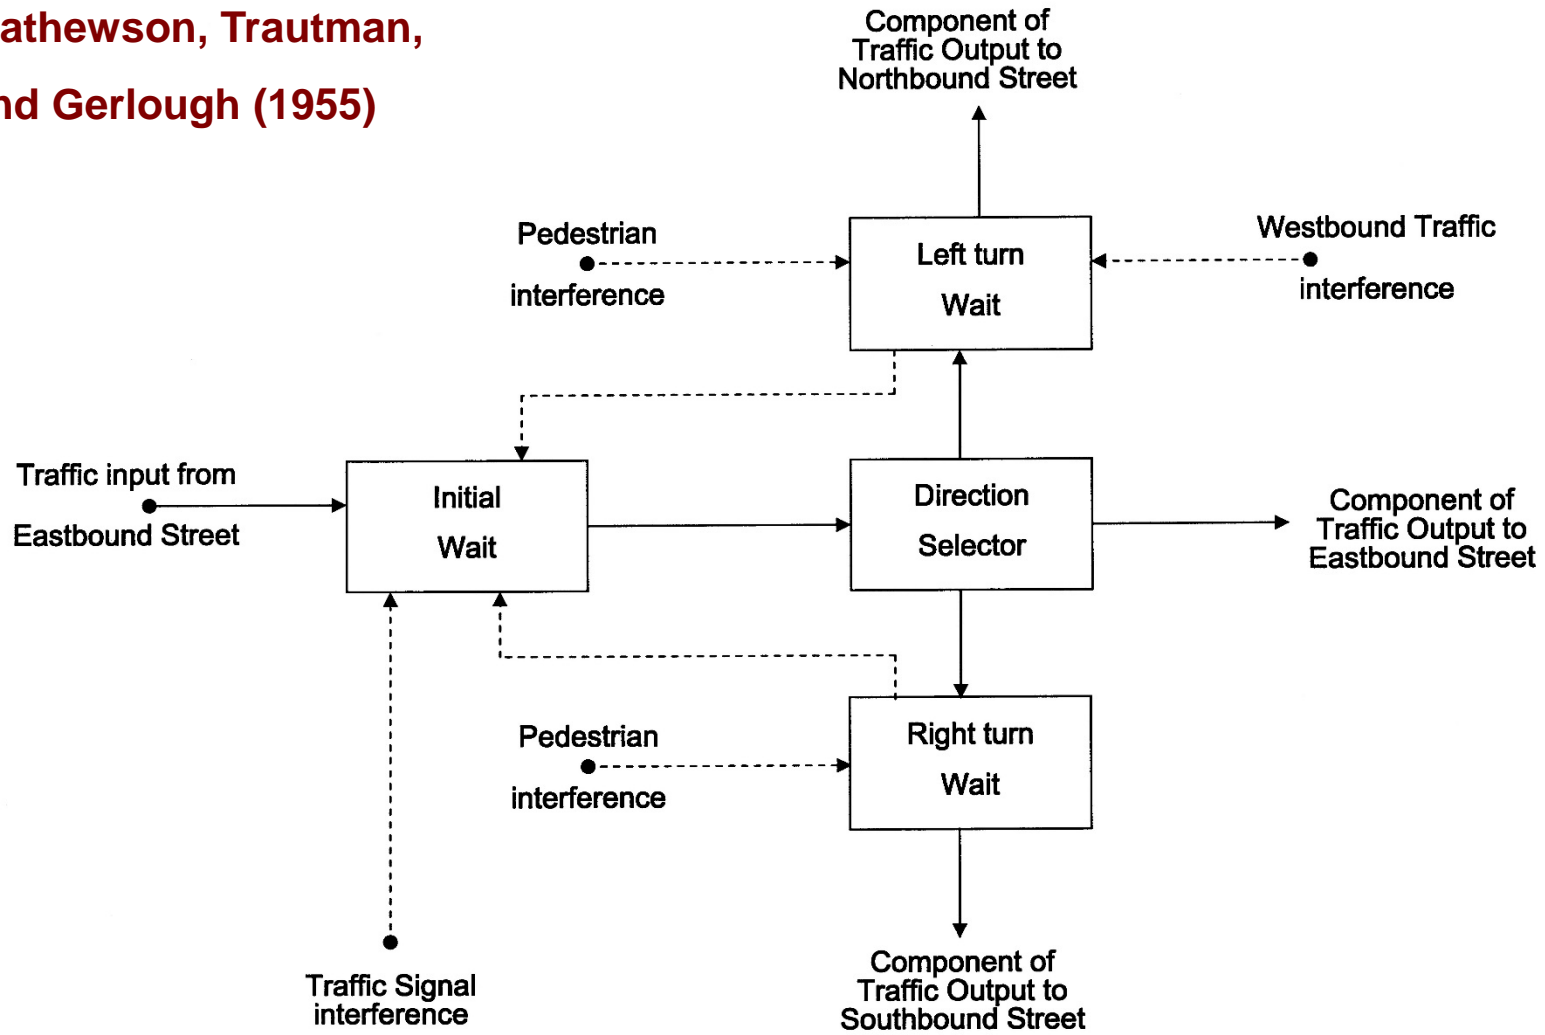 athewson, Trautman,
nd Gerlough (1955)
Component of
Traffic Output to
Northbound Street
Pedestrian
interference
Left turn
Wait
Westbound Traffic
interference
Traffic input from
Eastbound Street
Initial
Wait
Direction
Selector
Component of
Traffic Output to
Eastbound Street
Pedestrian
interference
Right turn
Wait
Traffic Signal
interference
Component of
Traffic Output to
Southbound Street